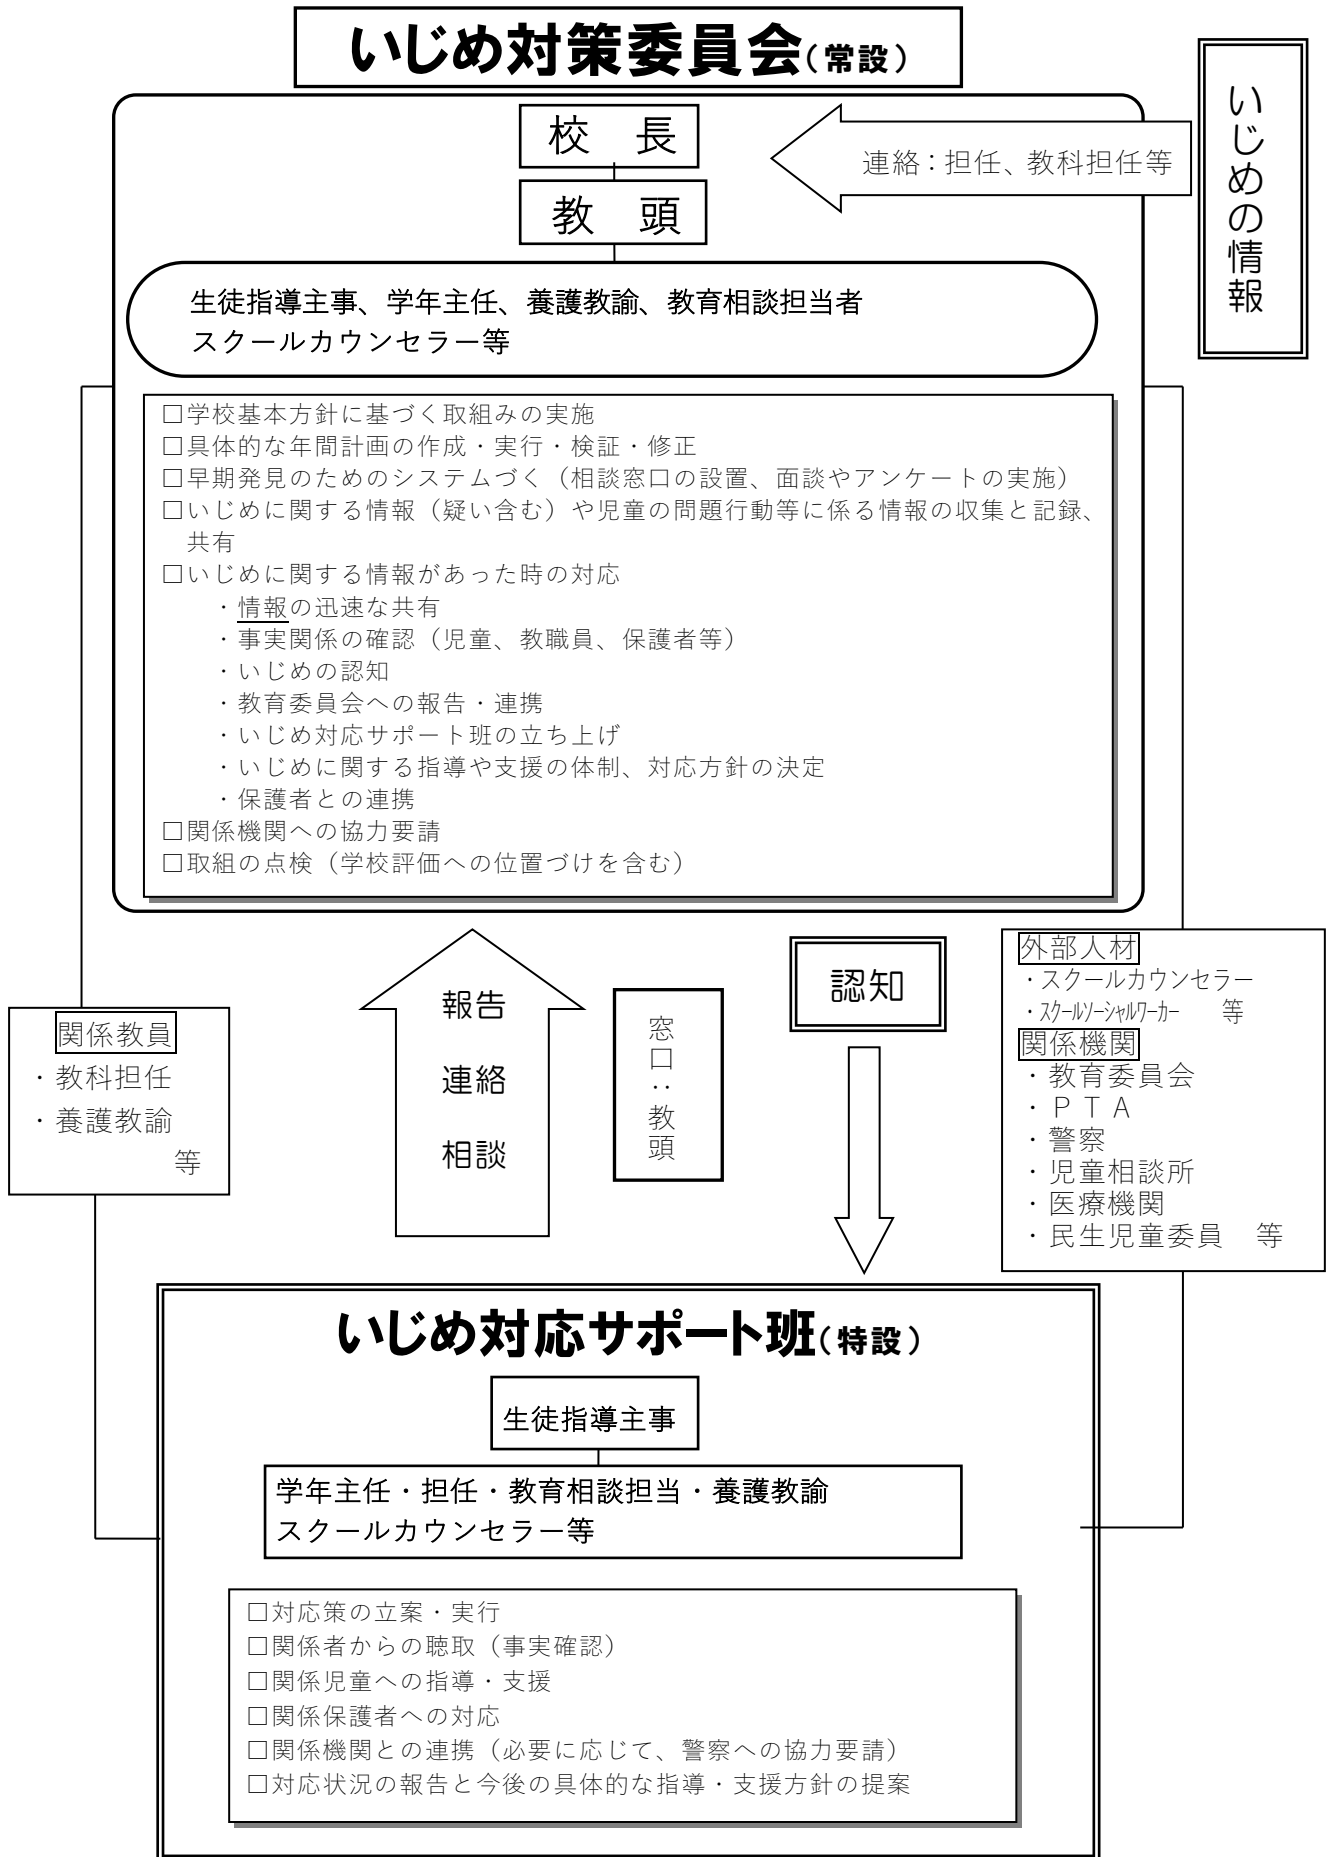 いじめ対策委員会(常設)
校　長
教　頭
連絡：担任、教科担任等
いじめの情報
生徒指導主事、学年主任、養護教諭、教育相談担当者
スクールカウンセラー等
□学校基本方針に基づく取組みの実施
□具体的な年間計画の作成・実行・検証・修正
□早期発見のためのシステムづく（相談窓口の設置、面談やアンケートの実施）
□いじめに関する情報（疑い含む）や児童の問題行動等に係る情報の収集と記録、
共有
□いじめに関する情報があった時の対応
・情報の迅速な共有
・事実関係の確認（児童、教職員、保護者等）
・いじめの認知
・教育委員会への報告・連携
・いじめ対応サポート班の立ち上げ
・いじめに関する指導や支援の体制、対応方針の決定
・保護者との連携
□関係機関への協力要請
□取組の点検（学校評価への位置づけを含む）
関係教員
・教科担任
・養護教諭
等
報告
連絡
相談
窓口：教頭
認知
外部人材
・スクールカウンセラー
・スクールソーシャルワーカー　等
関係機関
・教育委員会
・ＰＴＡ
・警察
・児童相談所
・医療機関
・民生児童委員　等
いじめ対応サポート班(特設)
生徒指導主事
学年主任・担任・教育相談担当・養護教諭
スクールカウンセラー等
□対応策の立案・実行
□関係者からの聴取（事実確認）
□関係児童への指導・支援
□関係保護者への対応
□関係機関との連携（必要に応じて、警察への協力要請）
□対応状況の報告と今後の具体的な指導・支援方針の提案